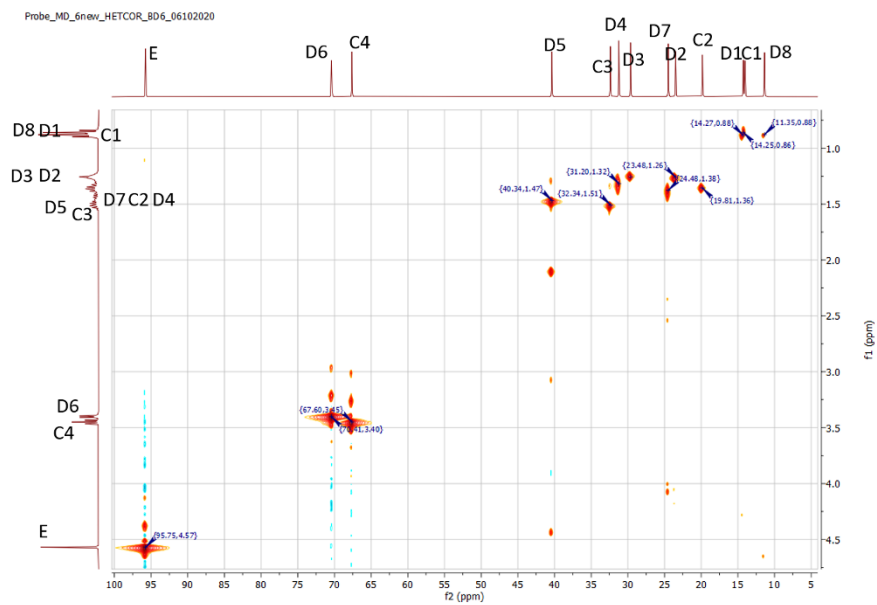 Probe_MD_6new_HETCOR_BD6_06102020
E
D6
C4
D5
C3
D4
D3
D7
D2
C2
D1
C1
D8
D8 D1
C1
D3 D2
D7 C2 D4
D5
C3
D6
C4
E
{14.27,0.88}
{11.35,0.88}
{14.25,0.86}
{23.48,1.26}
{31.20,1.32}
{24.48,1.38}
{40.34,1.47}
{32.34,1.51}
{19.81,1.36}
{67.60,3.45}
{70.41,3.40}
{95.75,4.57}
1.0
1.5
2.0
2.5
3.0
3.5
4.0
4.5
f1 (ppm)
100 95 90 85 80 75 70 65 60 55 50 45 40 35 30 25 20 15 10 5
f2 (ppm)